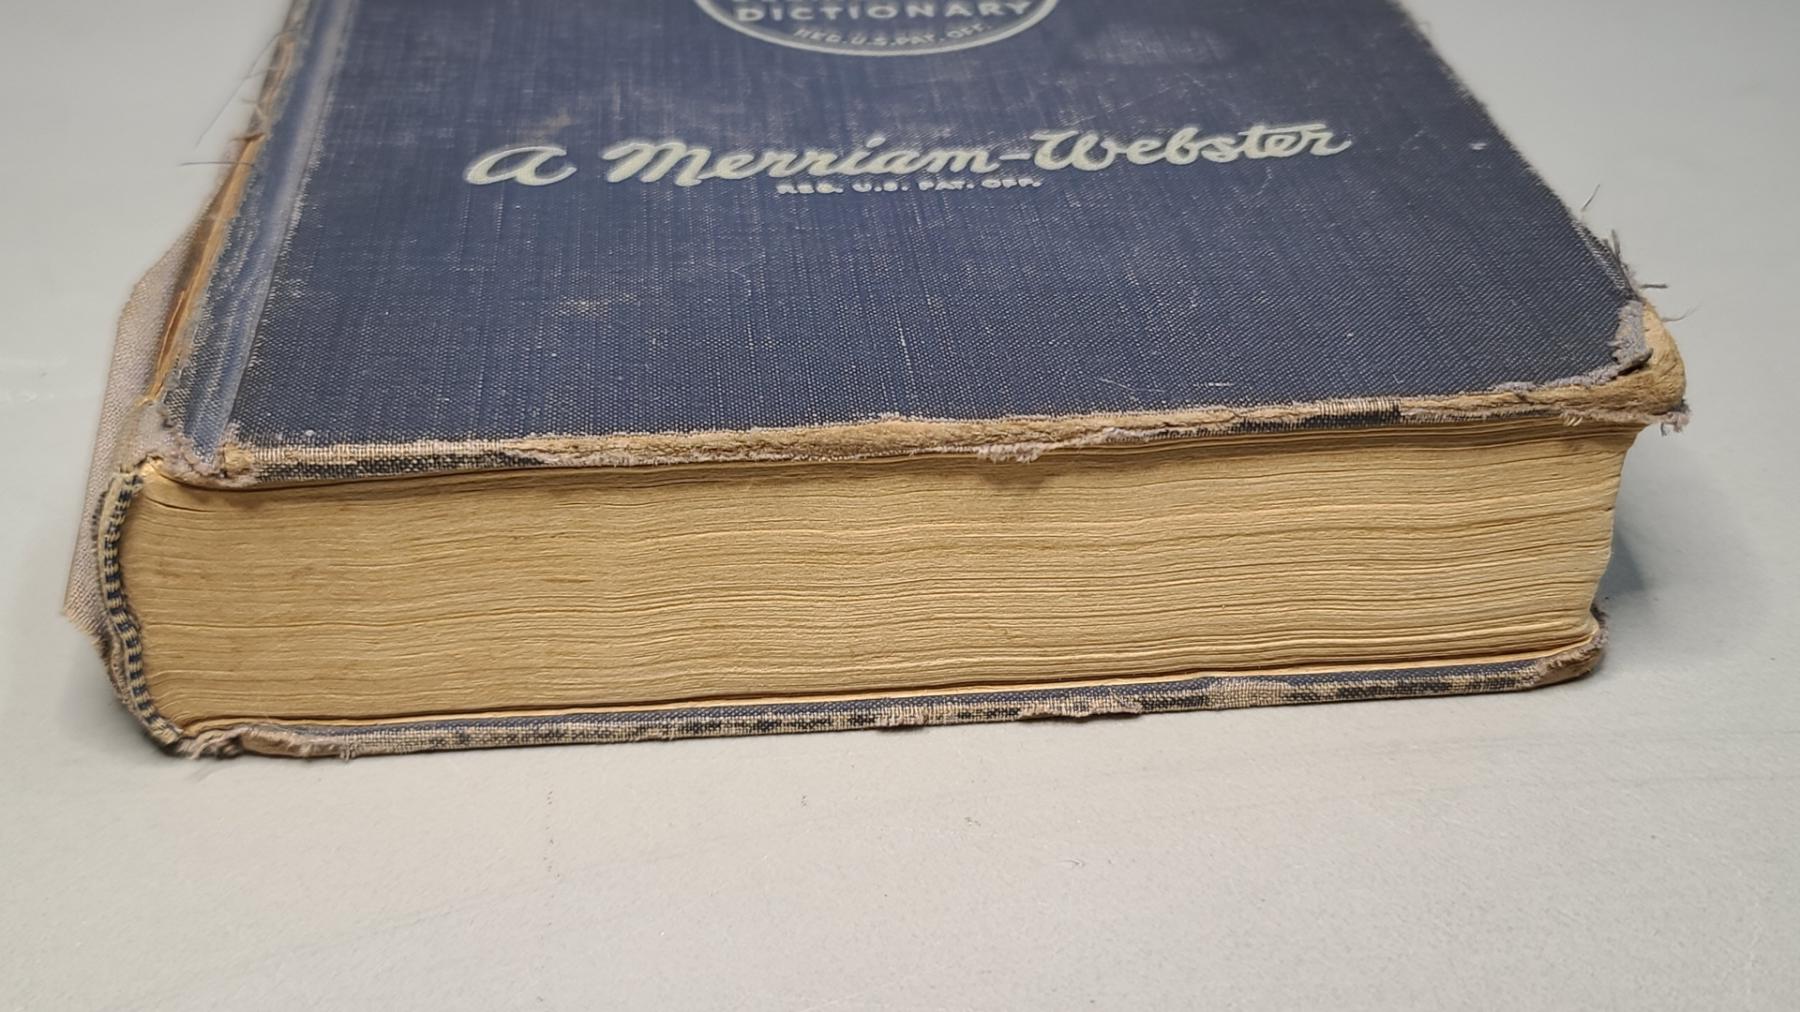 DICTIONARY
REG. U.S. PAT. OFF.
A Merriam-Webster
REG. U.S. PAT. OFF.